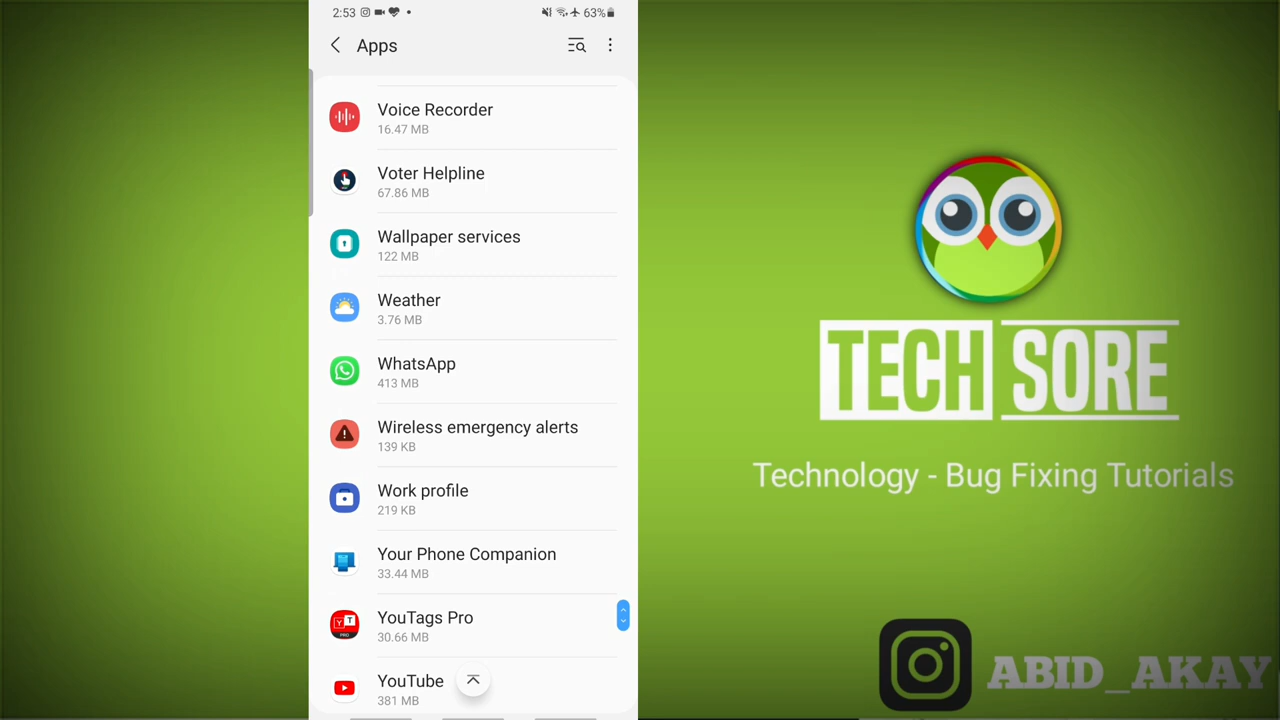 2:53
63%
Apps
Voice Recorder
16.47 MB
Voter Helpline
67.86 MB
Wallpaper services
122 MB
Weather
3.76 MB
WhatsApp
413 MB
Wireless emergency alerts
139 KB
Work profile
219 KB
Your Phone Companion
33.44 MB
YouTags Pro
30.66 MB
YouTube
381 MB
TECH SORE
Technology - Bug Fixing Tutorials
ABID_AKAY